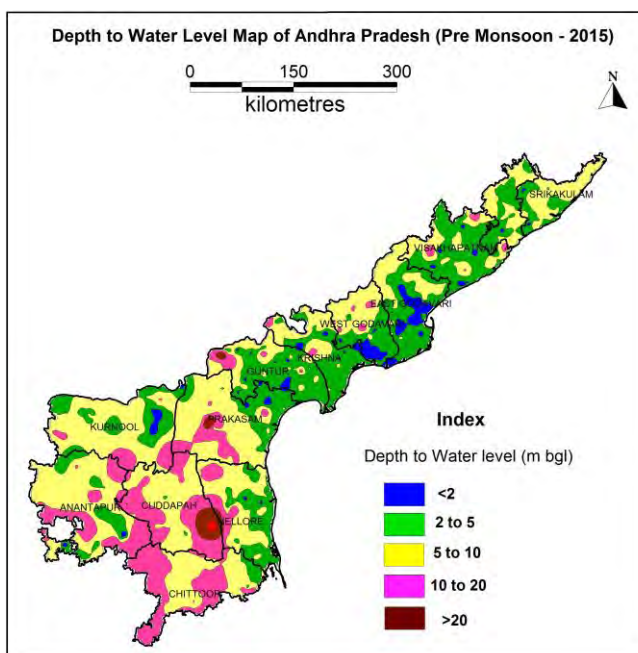 Depth to Water Level Map of Andhra Pradesh (Pre Monsoon - 2015)
0 150 300
kilometres
N
SRIKAKULAM
VISAKHAPATNAM
EAST GODAVARI
WEST GODAVARI
KRISHNA
GUNTUR
PRAKASAM
KURNOOL
ANANTAPUR
CUDDAPAH
NELLORE
CHITTOOR
Index
Depth to Water level (m bgl)
<2
2 to 5
5 to 10
10 to 20
>20